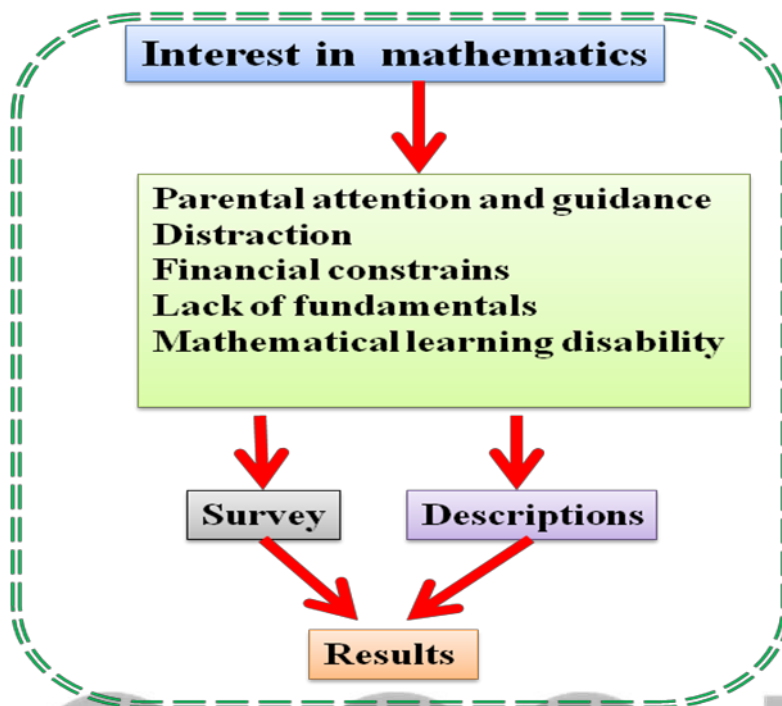 Interest in mathematics
Parental attention and guidance
Distraction
Financial constrains
Lack of fundamentals
Mathematical learning disability
Survey
Descriptions
Results